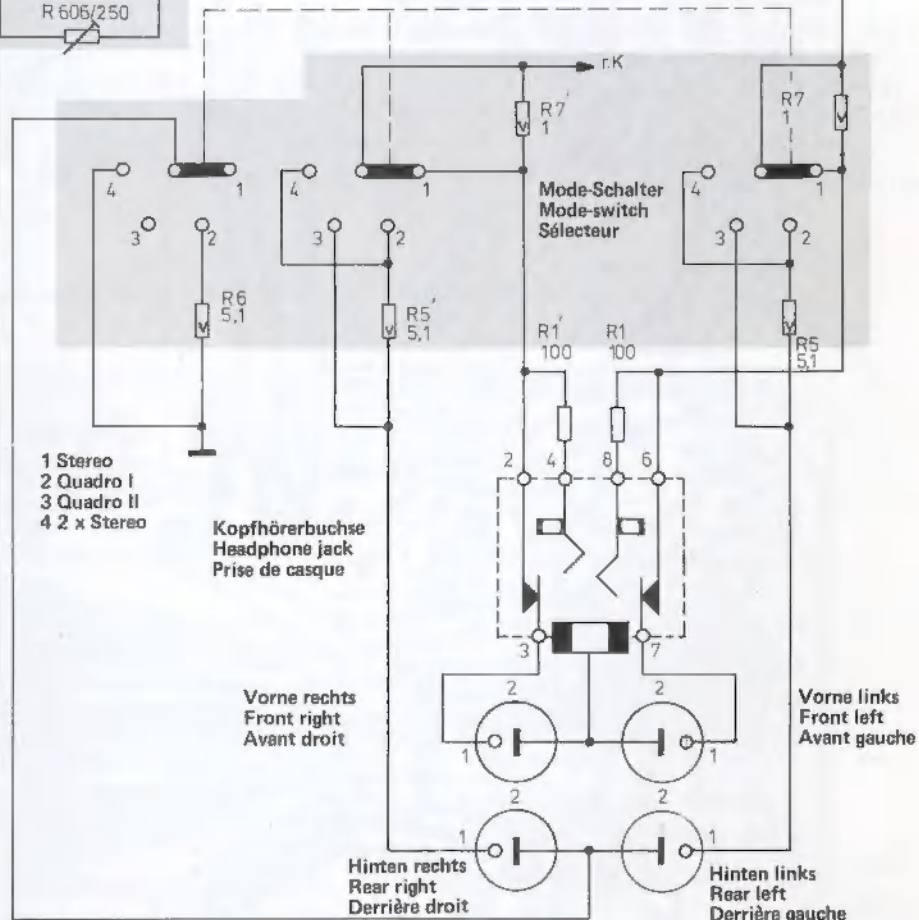 R 606/250
r.K
R7'
1
R7
1
4
1
4
1
4
1
Mode-Schalter
Mode-switch
Sélecteur
3
2
3
2
3
2
R6
5,1
R5'
5,1
R1'
100
R1
100
R5
5,1
1 Stereo
2 Quadro I
3 Quadro II
4 2 x Stereo
2
4
8
6
Kopfhörerbuchse
Headphone jack
Prise de casque
3
7
Vorne rechts
Front right
Avant droit
2
2
Vorne links
Front left
Avant gauche
1
1
2
2
1
1
Hinten rechts
Rear right
Derrière droit
Hinten links
Rear left
Derrière gauche